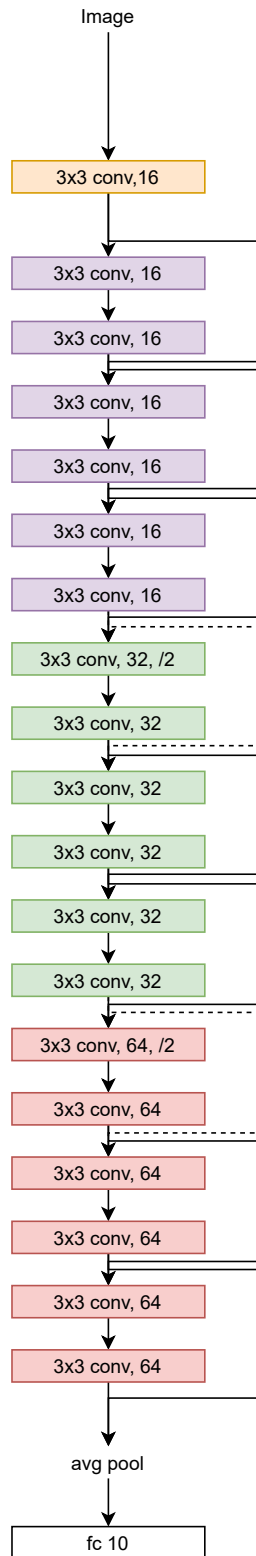 Image
3x3 conv,16
3x3 conv, 16
3x3 conv, 16
3x3 conv, 16
3x3 conv, 16
3x3 conv, 16
3x3 conv, 16
3x3 conv, 32, /2
3x3 conv, 32
3x3 conv, 32
3x3 conv, 32
3x3 conv, 32
3x3 conv, 32
3x3 conv, 64, /2
3x3 conv, 64
3x3 conv, 64
3x3 conv, 64
3x3 conv, 64
3x3 conv, 64
avg pool
fc 10